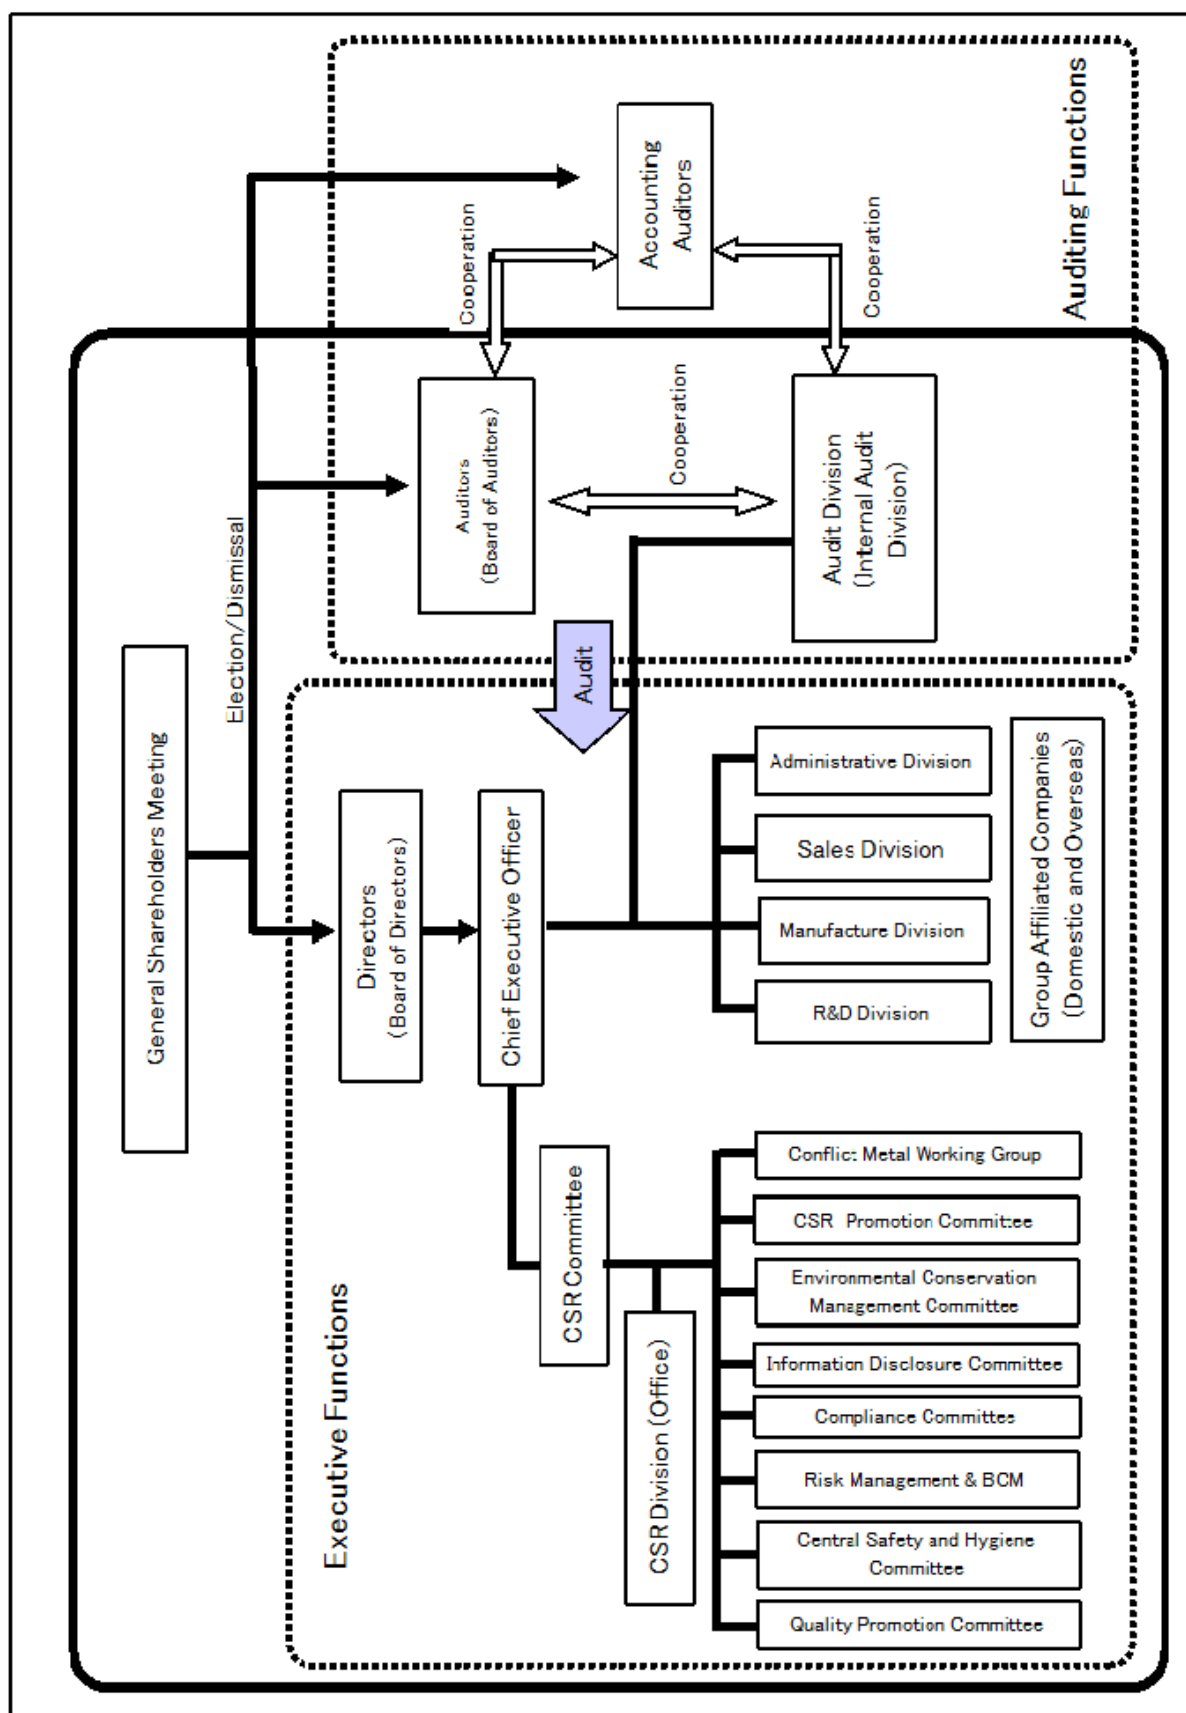 General Shareholders Meeting
Election/Dismissal
Executive Functions
Directors
(Board of Directors)
Chief Executive Officer
CSR Committee
CSR Division (Office)
Conflict Metal Working Group
CSR Promotion Committee
Environmental Conservation
Management Committee
Information Disclosure Committee
Compliance Committee
Risk Management & BCM
Central Safety and Hygiene
Committee
Quality Promotion Committee
Administrative Division
Sales Division
Manufacture Division
R&D Division
Group Affiliated Companies
(Domestic and Overseas)
Audit
Auditing Functions
Auditors
(Board of Auditors)
Cooperation
Accounting
Auditors
Cooperation
Cooperation
Audit Division
(Internal Audit
Division)